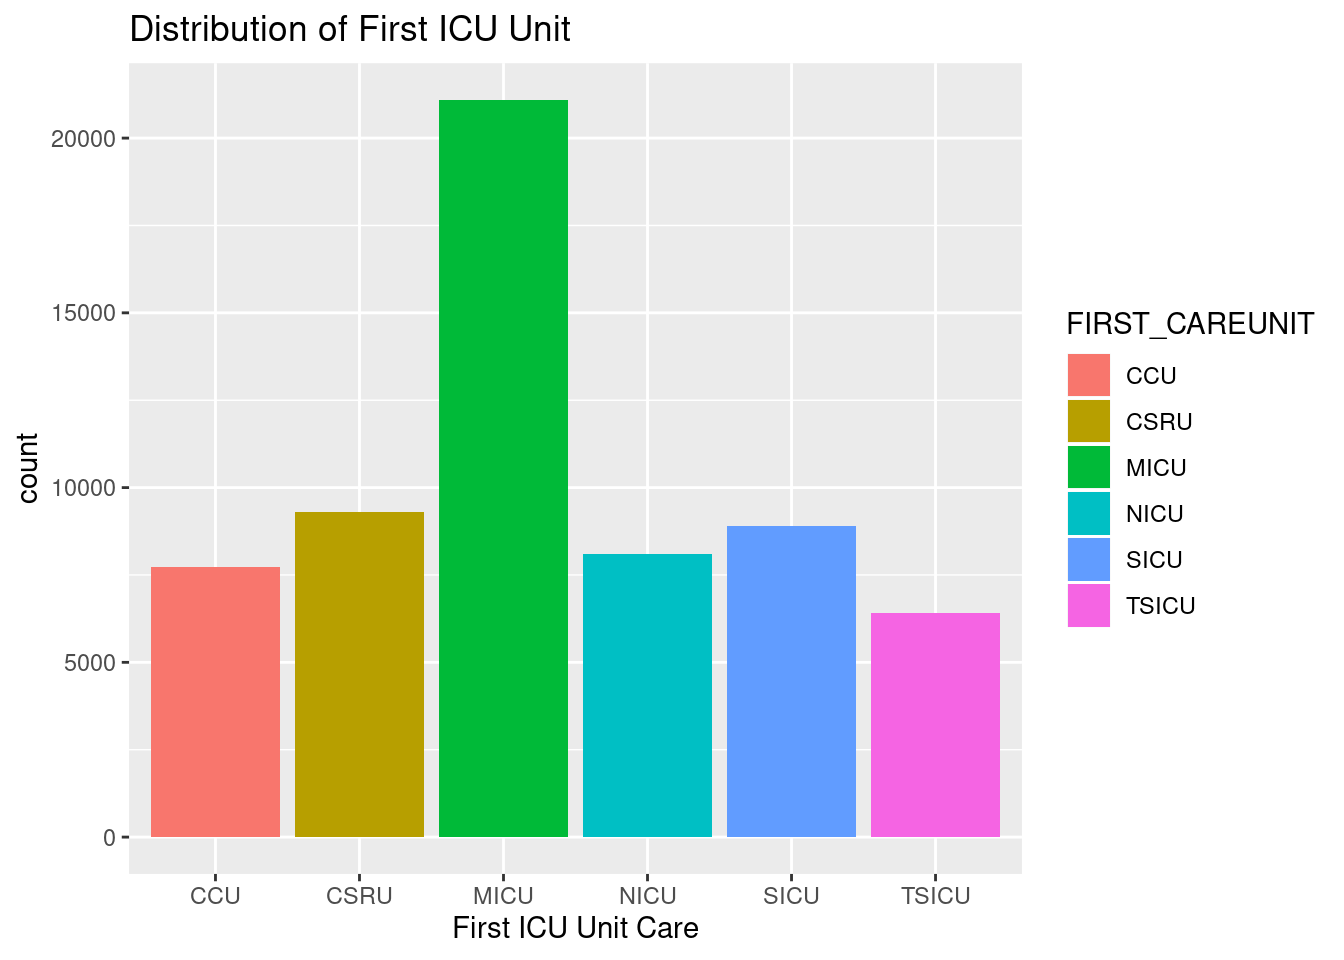 Distribution of First ICU Unit
20000
15000
10000
5000
0
count
CCU
CSRU
MICU
NICU
SICU
TSICU
First ICU Unit Care
FIRST_CAREUNIT
CCU
CSRU
MICU
NICU
SICU
TSICU